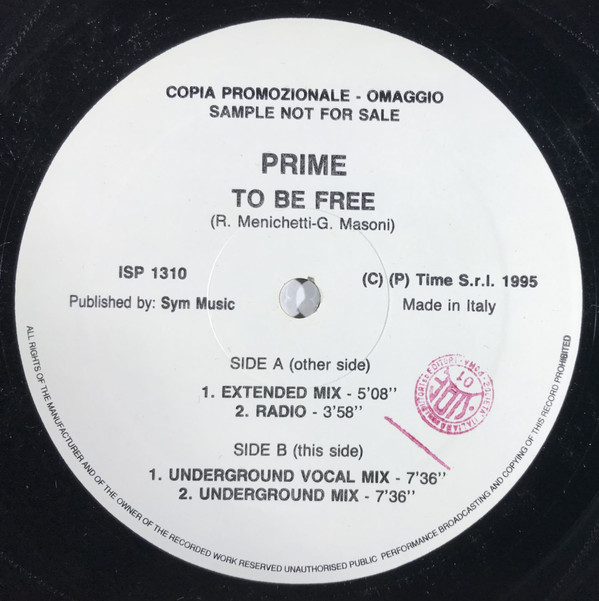 COPIA PROMOZIONALE - OMAGGIO
SAMPLE NOT FOR SALE
PRIME
TO BE FREE
(R. Menichetti-G. Masoni)
ISP 1310
(C) (P) Time S.r.l. 1995
Published by: Sym Music
Made in Italy
SIDE A (other side)
1. EXTENDED MIX - 5'08''
2. RADIO - 3'58''
SIDE B (this side)
1. UNDERGROUND VOCAL MIX - 7'36''
2. UNDERGROUND MIX - 7'36''
ALL RIGHTS OF THE MANUFACTURER AND OF THE OWNER OF THE RECORDED WORK RESERVED UNAUTHORISED PUBLIC PERFORMANCE BROADCASTING AND COPYING OF THIS RECORD PROHIBITED
01